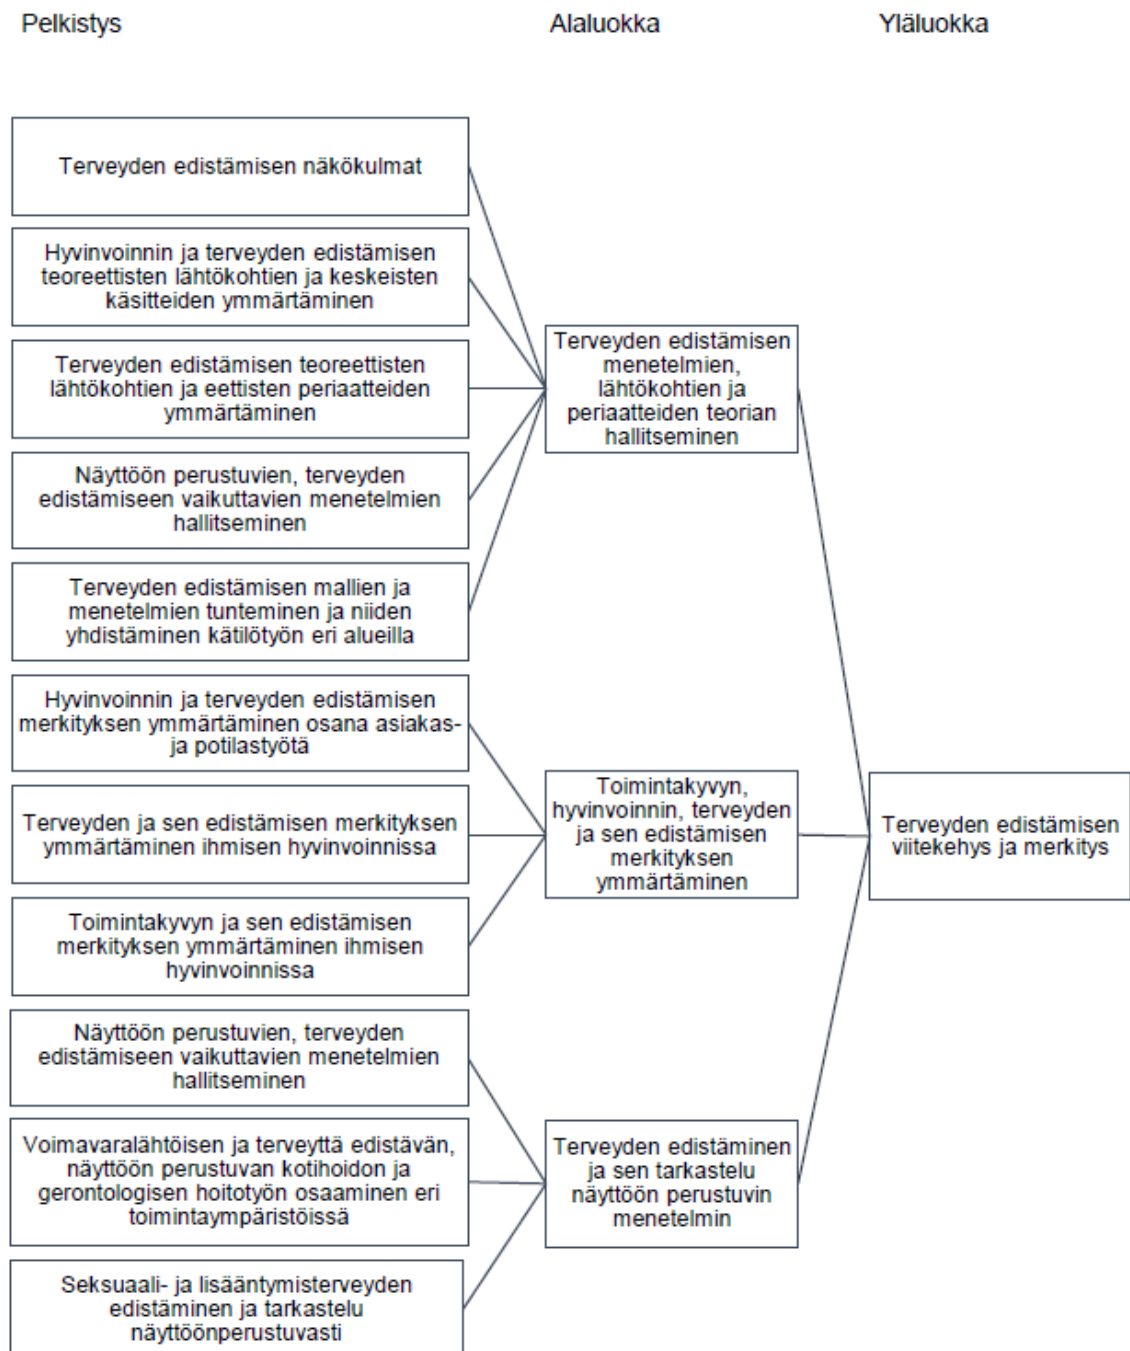 Pelkistys
Alaluokka
Yläluokka
Terveyden edistämisen näkökulmat
Hyvinvoinnin ja terveyden edistämisen
teoreettisten lähtökohtien ja keskeisten
käsitteiden ymmärtäminen
Terveyden edistämisen teoreettisten
lähtökohtien ja eettisten periaatteiden
ymmärtäminen
Näyttöön perustuvien, terveyden
edistämiseen vaikuttavien menetelmien
hallitseminen
Terveyden edistämisen mallien ja
menetelmien tunteminen ja niiden
yhdistäminen kätilötyön eri alueilla
Terveyden edistämisen
menetelmien,
lähtökohtien ja
periaatteiden teorian
hallitseminen
Hyvinvoinnin ja terveyden edistämisen
merkityksen ymmärtäminen osana asiakas-
ja potilastyötä
Terveyden ja sen edistämisen merkityksen
ymmärtäminen ihmisen hyvinvoinnissa
Toimintakyvyn ja sen edistämisen
merkityksen ymmärtäminen ihmisen
hyvinvoinnissa
Toimintakyvyn,
hyvinvoinnin, terveyden
ja sen edistämisen
merkityksen
ymmärtäminen
Terveyden edistämisen
viitekehys ja merkitys
Näyttöön perustuvien, terveyden
edistämiseen vaikuttavien menetelmien
hallitseminen
Voimavaralähtöisen ja terveyttä edistävän,
näyttöön perustuvan kotihoidon ja
gerontologisen hoitotyön osaaminen eri
toimintaympäristöissä
Seksuaali- ja lisääntymisterveyden
edistäminen ja tarkastelu
näyttöönperustuvasti
Terveyden edistäminen
ja sen tarkastelu
näyttöön perustuvin
menetelmin